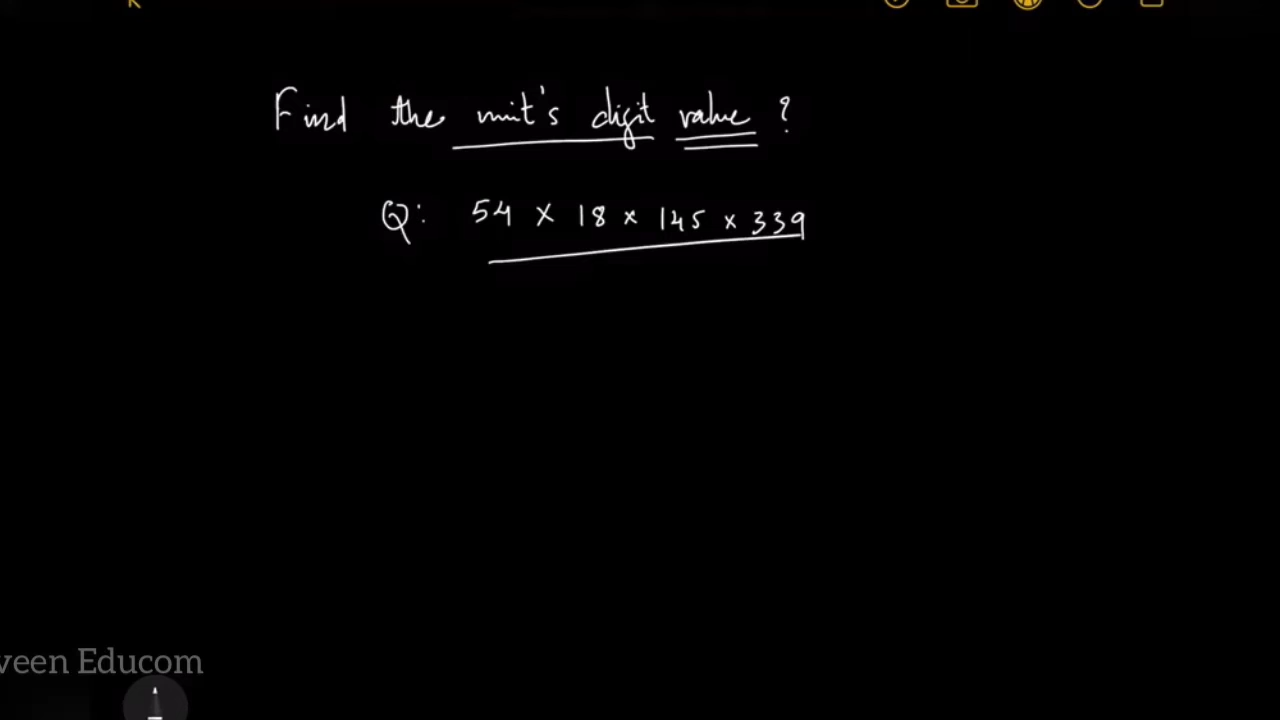 Find the unit's digit value ?
Q: 54 × 18 × 145 × 339
veen Educom